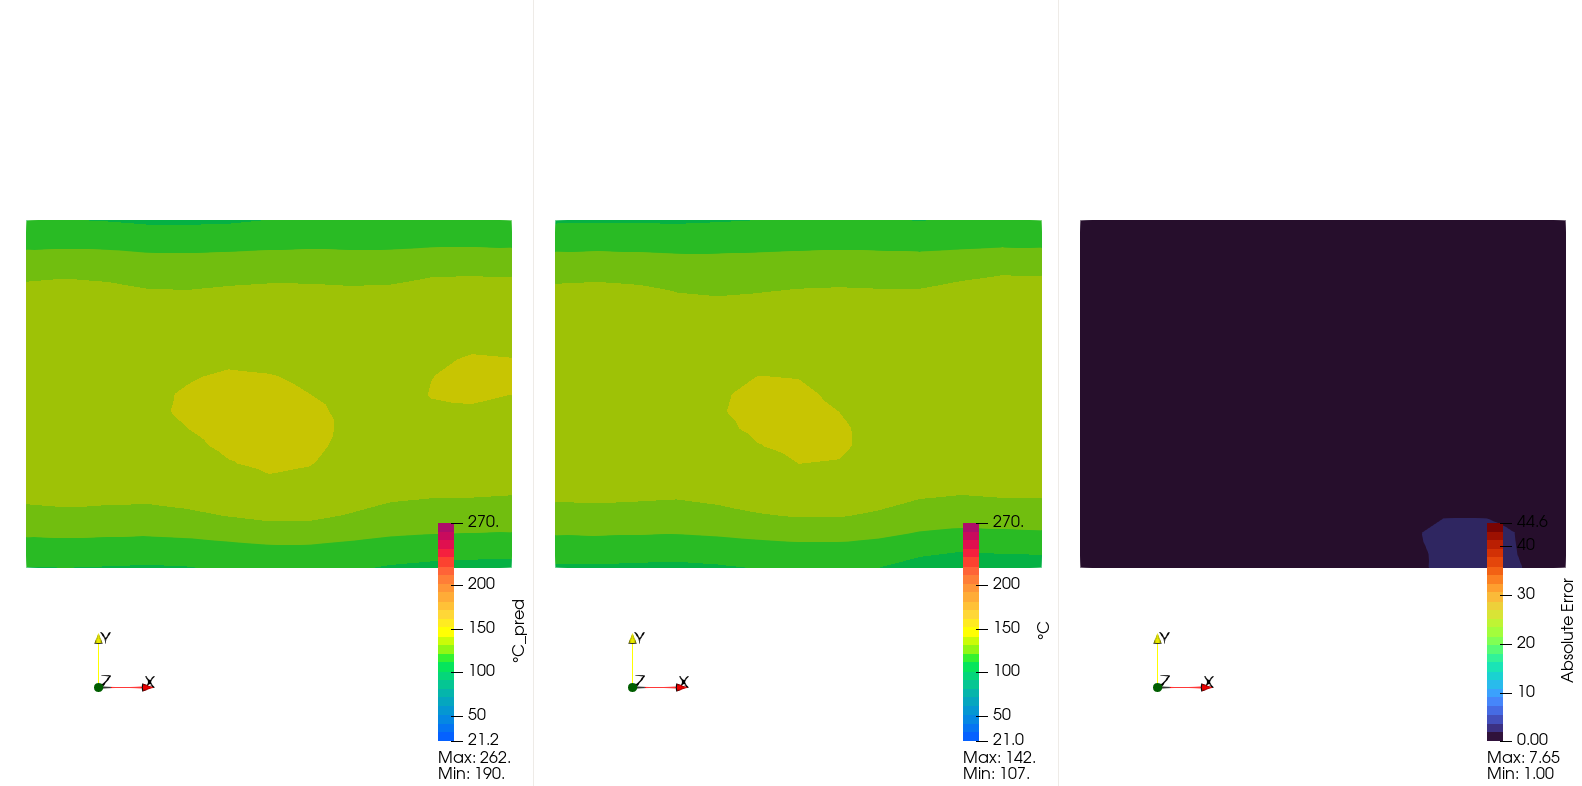 270.
200
150
100
50
21.2
°C_pred
Max: 262.
Min: 190.
Y
Z
X
270.
200
150
100
50
21.0
°C
Max: 142.
Min: 107.
Y
Z
X
44.6
40
30
20
10
0.00
Absolute Error
Max: 7.65
Min: 1.00
Y
Z
X